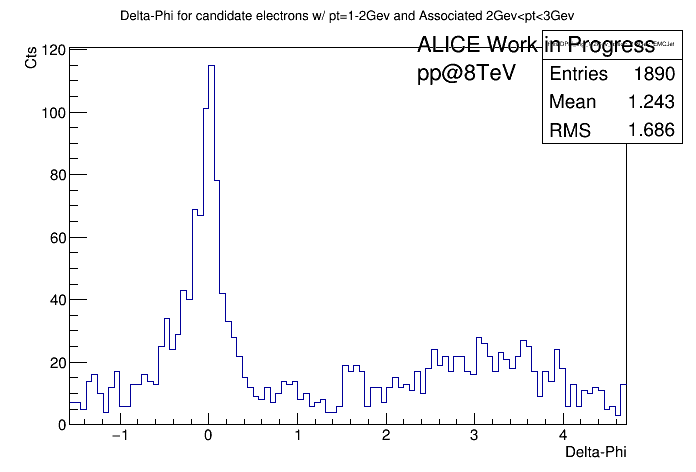 Delta-Phi for candidate electrons w/ pt=1-2Gev and Associated 2Gev<pt<3Gev
Cts
ALICE Work in Progress
pp@8TeV
Entries 1890
Mean 1.243
RMS 1.686
120
100
80
60
40
20
0
−1 0 1 2 3 4
Delta-Phi